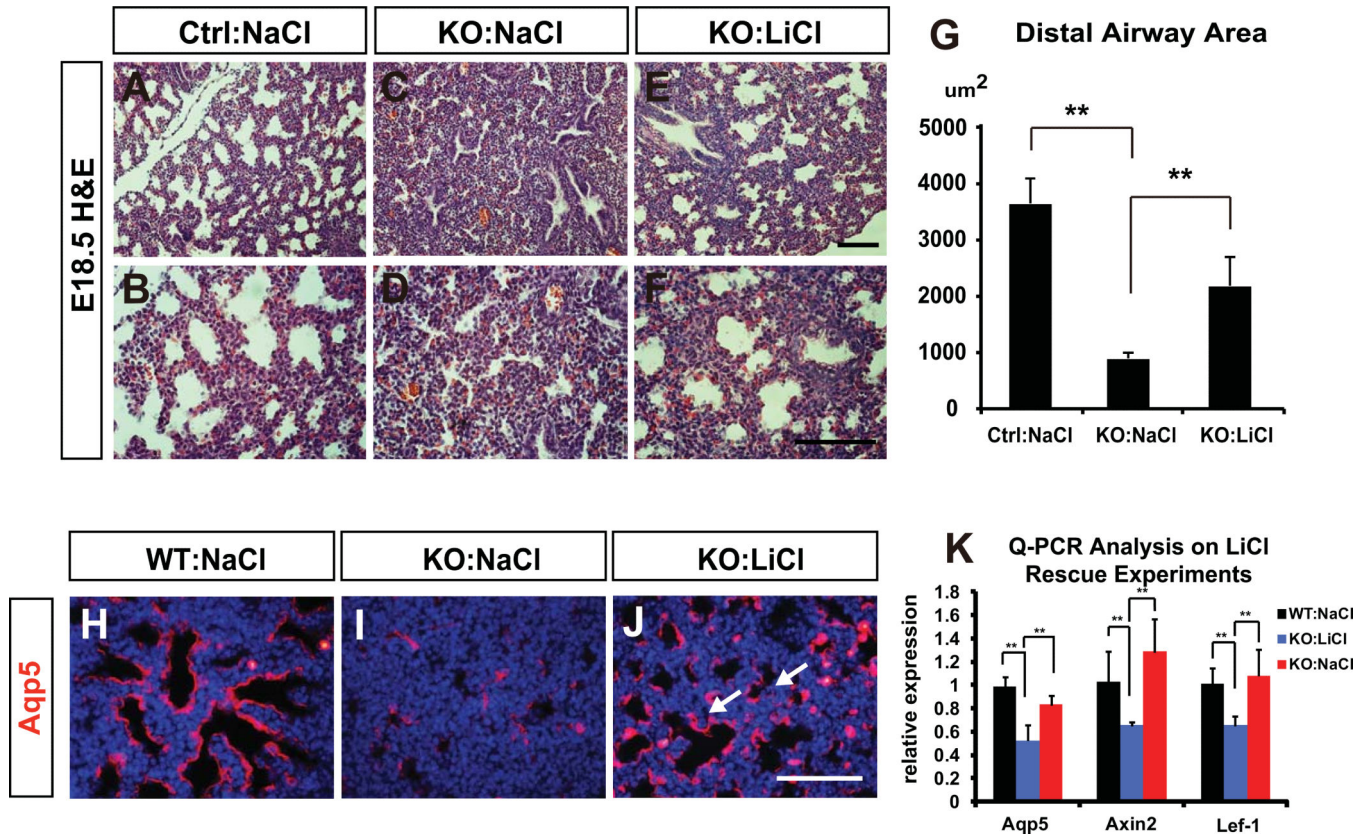 Ctrl:NaCl KO:NaCl KO:LiCl
E18.5 H&E
A C E
B D F
G Distal Airway Area
um2
5000
4000
3000
2000
1000
0
**
**
Ctrl:NaCl KO:NaCl KO:LiCl
WT:NaCl KO:NaCl KO:LiCl
Aqp5
H I J
K Q-PCR Analysis on LiCl
Rescue Experiments
relative expression
1.8
1.6
1.4
1.2
1
0.8
0.6
0.4
0.2
0
** **
** **
** **
WT:NaCl
KO:LiCl
KO:NaCl
Aqp5 Axin2 Lef-1